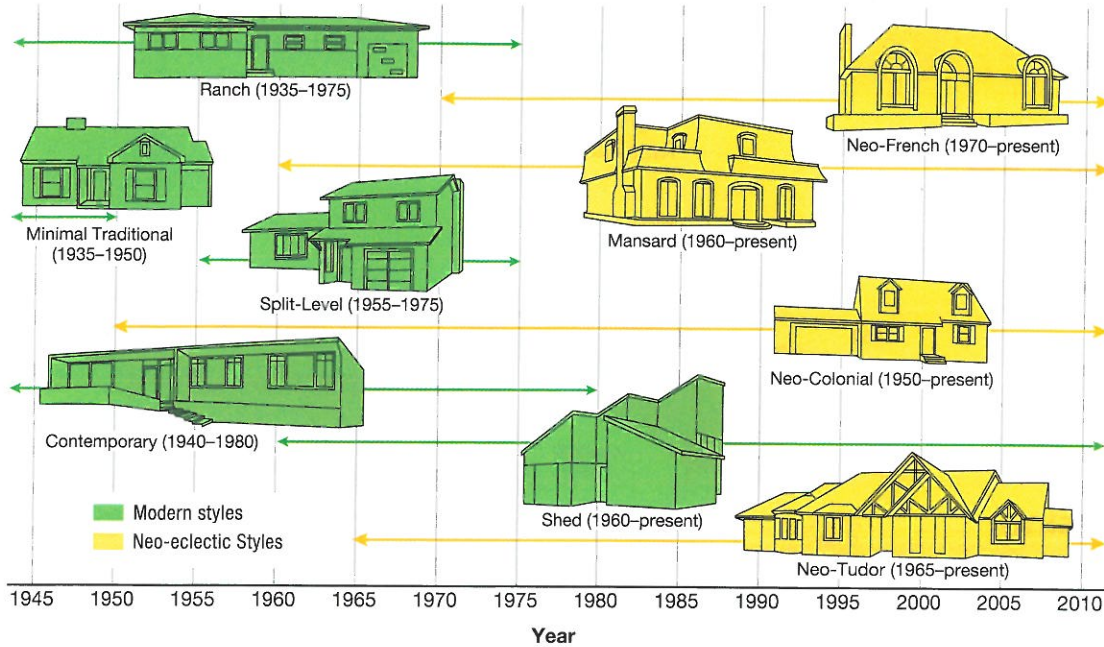 Ranch (1935–1975)
Neo-French (1970–present)
Minimal Traditional
(1935–1950)
Mansard (1960–present)
Split-Level (1955–1975)
Neo-Colonial (1950–present)
Contemporary (1940–1980)
Shed (1960–present)
Modern styles
Neo-eclectic Styles
Neo-Tudor (1965–present)
1945 1950 1955 1960 1965 1970 1975 1980 1985 1990 1995 2000 2005 2010
Year